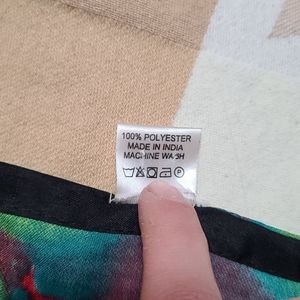 100% POLYESTER
MADE IN INDIA
MACHINE WASH
P